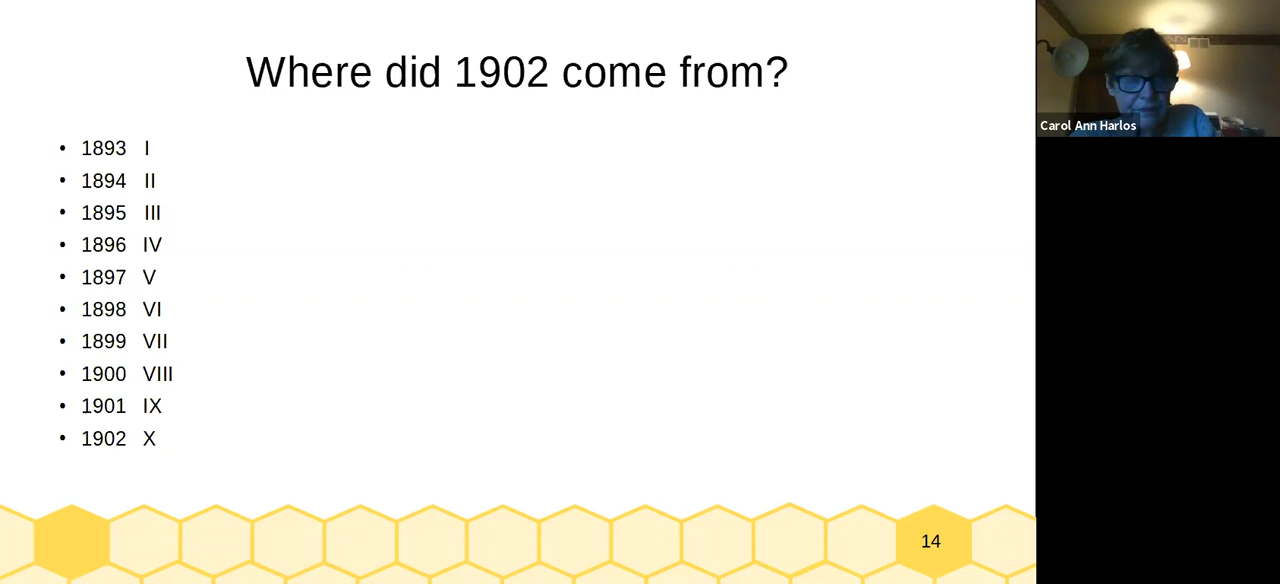 Where did 1902 come from?
• 1893 I
• 1894 II
• 1895 III
• 1896 IV
• 1897 V
• 1898 VI
• 1899 VII
• 1900 VIII
• 1901 IX
• 1902 X
14
Carol Ann Harlos